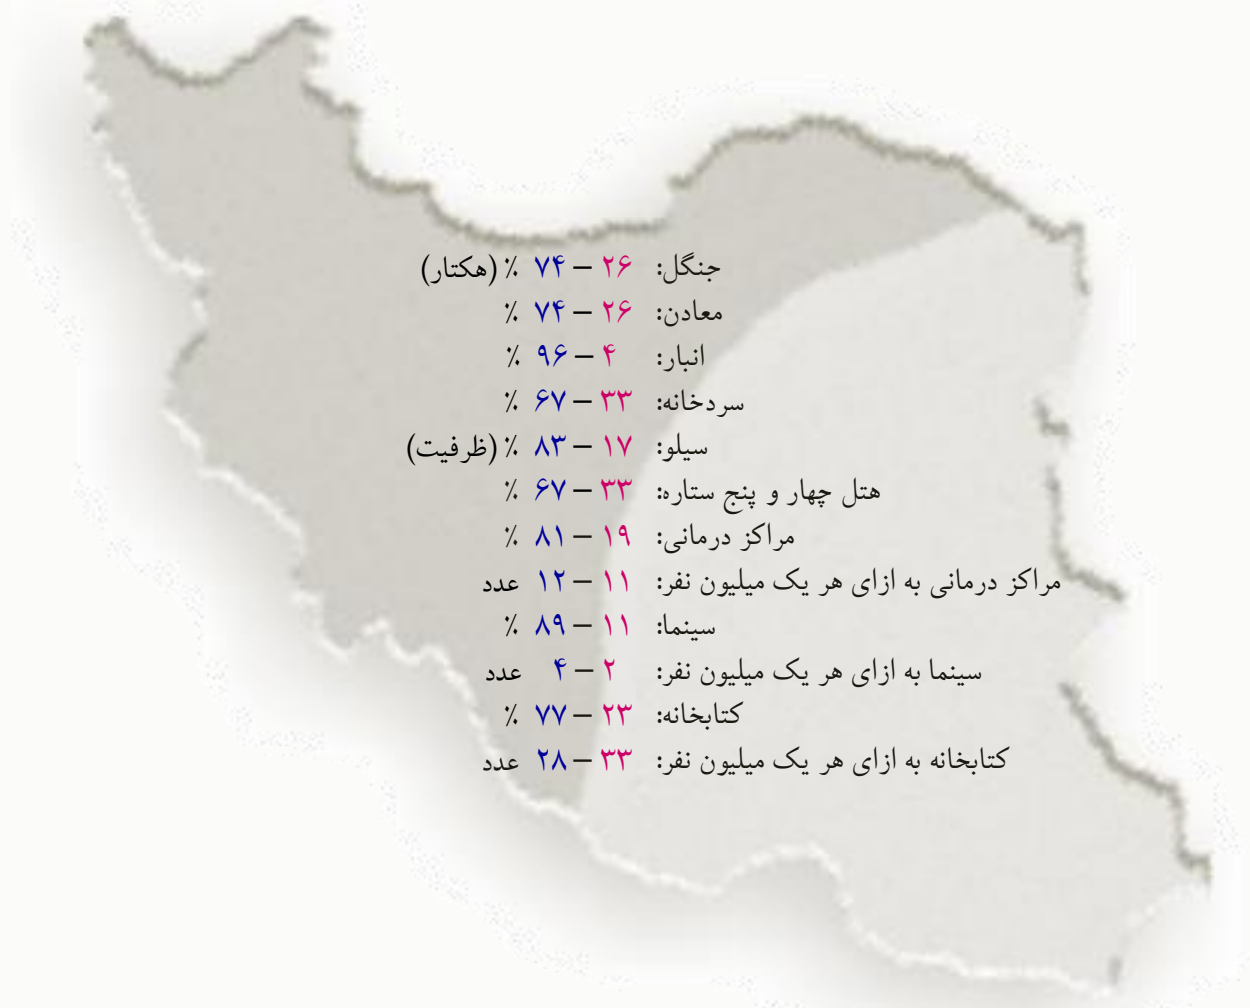 جنگل: ۲۶ – ۷۴ ٪ (هکتار)
معادن: ۲۶ – ۷۴ ٪
انبار: ۴ – ۹۶ ٪
سردخانه: ۳۳ – ۶۷ ٪
سیلو: ۱۷ – ۸۳ ٪ (ظرفیت)
هتل چهار و پنج ستاره: ۳۳ – ۶۷ ٪
مراکز درمانی: ۱۹ – ۸۱ ٪
مراکز درمانی به ازای هر یک میلیون نفر: ۱۱ – ۱۲ عدد
سینما: ۱۱ – ۸۹ ٪
سینما به ازای هر یک میلیون نفر: ۲ – ۴ عدد
کتابخانه: ۲۳ – ۷۷ ٪
کتابخانه به ازای هر یک میلیون نفر: ۳۳ – ۲۸ عدد